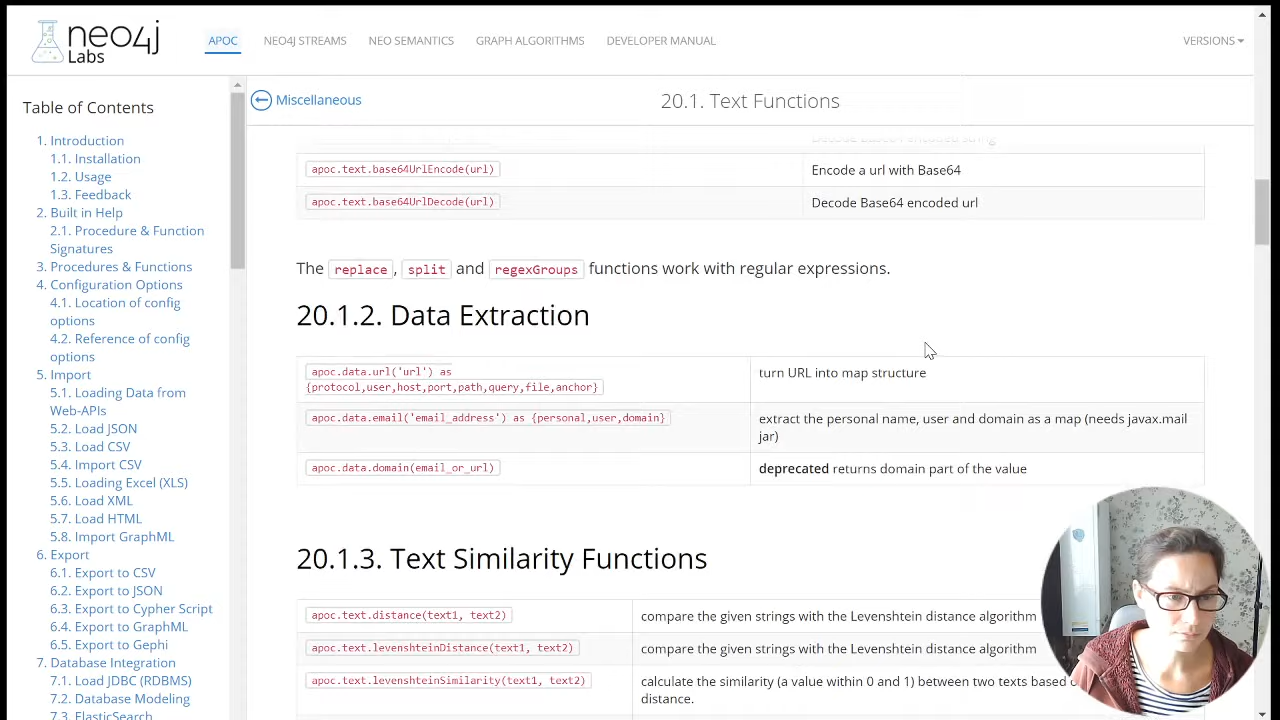 neo4j
Labs
APOC
NEO4J STREAMS
NEO SEMANTICS
GRAPH ALGORITHMS
DEVELOPER MANUAL
VERSIONS
Table of Contents
1. Introduction
1.1. Installation
1.2. Usage
1.3. Feedback
2. Built in Help
2.1. Procedure & Function
Signatures
3. Procedures & Functions
4. Configuration Options
4.1. Location of config
options
4.2. Reference of config
options
5. Import
5.1. Loading Data from
Web-APIs
5.2. Load JSON
5.3. Load CSV
5.4. Import CSV
5.5. Loading Excel (XLS)
5.6. Load XML
5.7. Load HTML
5.8. Import GraphML
6. Export
6.1. Export to CSV
6.2. Export to JSON
6.3. Export to Cypher Script
6.4. Export to GraphML
6.5. Export to Gephi
7. Database Integration
7.1. Load JDBC (RDBMS)
7.2. Database Modeling
7.3. ElasticSearch
Miscellaneous
20.1. Text Functions
Decode Base64 encoded string
apoc.text.base64UrlEncode(url)
Encode a url with Base64
apoc.text.base64UrlDecode(url)
Decode Base64 encoded url
The replace, split and regexGroups functions work with regular expressions.
20.1.2. Data Extraction
apoc.data.url('url') as
{protocol,user,host,port,path,query,file,anchor}
turn URL into map structure
apoc.data.email('email_address') as {personal,user,domain}
extract the personal name, user and domain as a map (needs javax.mail
jar)
apoc.data.domain(email_or_url)
deprecated returns domain part of the value
20.1.3. Text Similarity Functions
apoc.text.distance(text1, text2)
compare the given strings with the Levenshtein distance algorithm
apoc.text.levenshteinDistance(text1, text2)
compare the given strings with the Levenshtein distance algorithm
apoc.text.levenshteinSimilarity(text1, text2)
calculate the similarity (a value within 0 and 1) between two texts based
distance.